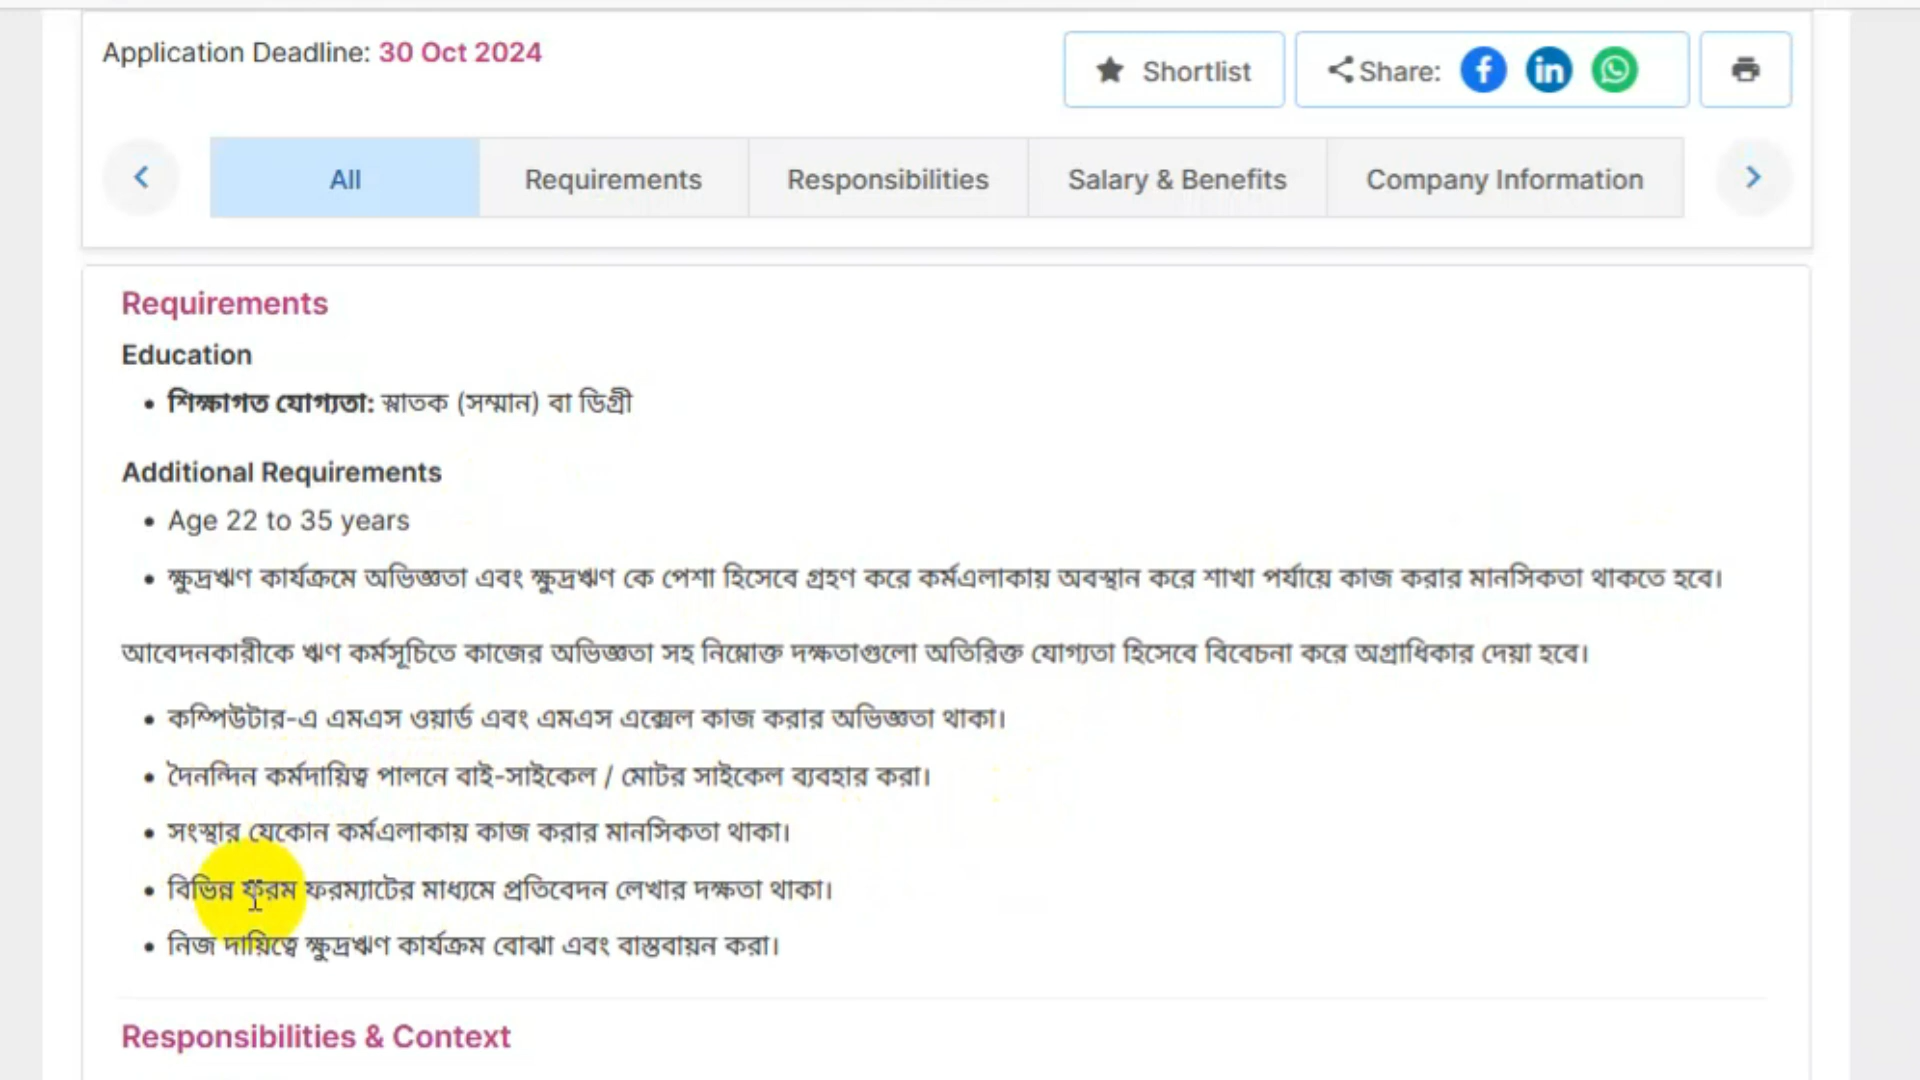 Application Deadline: 30 Oct 2024
Shortlist
Share:
All
Requirements
Responsibilities
Salary & Benefits
Company Information
Requirements
Education
• শিক্ষাগত যোগ্যতা: স্নাতক (সম্মান) বা ডিগ্রী
Additional Requirements
• Age 22 to 35 years
• ক্ষুদ্রঋণ কার্যক্রমে অভিজ্ঞতা এবং ক্ষুদ্রঋণ কে পেশা হিসেবে গ্রহণ করে কর্মএলাকায় অবস্থান করে শাখা পর্যায়ে কাজ করার মানসিকতা থাকতে হবে।
আবেদনকারীকে ঋণ কর্মসূচিতে কাজের অভিজ্ঞতা সহ নিম্নোক্ত দক্ষতাগুলো অতিরিক্ত যোগ্যতা হিসেবে বিবেচনা করে অগ্রাধিকার দেয়া হবে।
• কম্পিউটার-এ এমএস ওয়ার্ড এবং এমএস এক্সেল কাজ করার অভিজ্ঞতা থাকা।
• দৈনন্দিন কর্মদায়িত্ব পালনে বাই-সাইকেল / মোটর সাইকেল ব্যবহার করা।
• সংস্থার যেকোন কর্মএলাকায় কাজ করার মানসিকতা থাকা।
• বিভিন্ন ফরম ফরম্যাটের মাধ্যমে প্রতিবেদন লেখার দক্ষতা থাকা।
• নিজ দায়িত্বে ক্ষুদ্রঋণ কার্যক্রম বোঝা এবং বাস্তবায়ন করা।
Responsibilities & Context